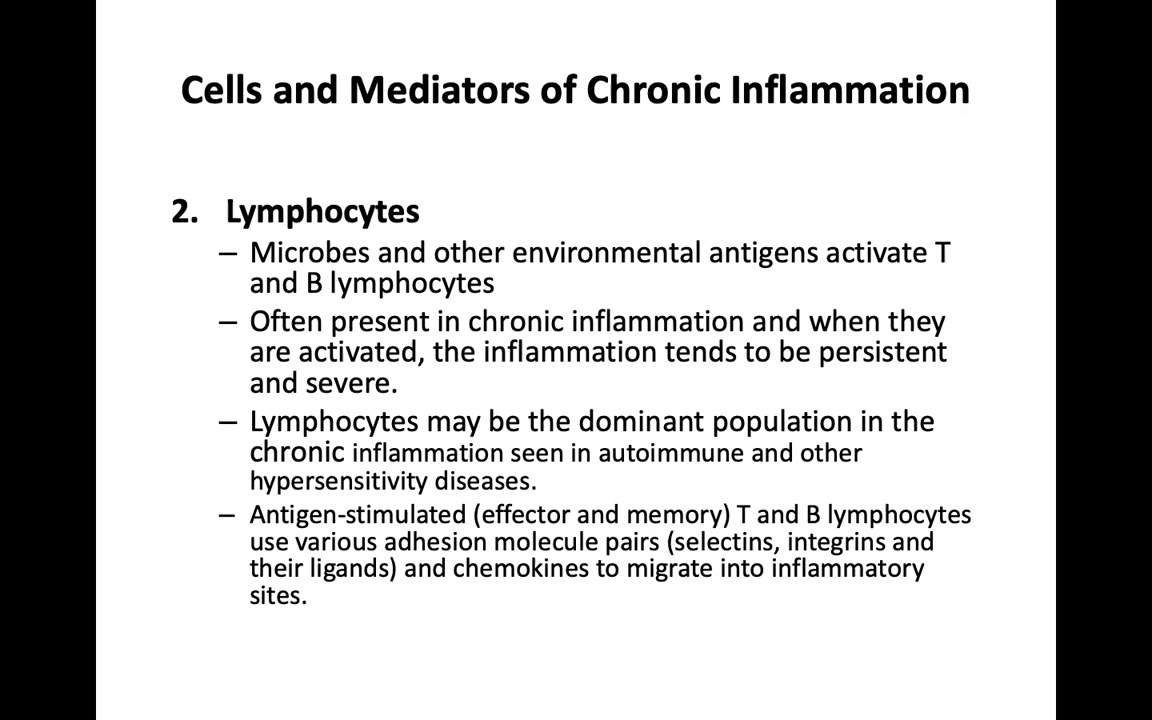 Cells and Mediators of Chronic Inflammation
2. Lymphocytes
– Microbes and other environmental antigens activate T
and B lymphocytes
– Often present in chronic inflammation and when they
are activated, the inflammation tends to be persistent
and severe.
– Lymphocytes may be the dominant population in the
chronic inflammation seen in autoimmune and other
hypersensitivity diseases.
– Antigen-stimulated (effector and memory) T and B lymphocytes
use various adhesion molecule pairs (selectins, integrins and
their ligands) and chemokines to migrate into inflammatory
sites.